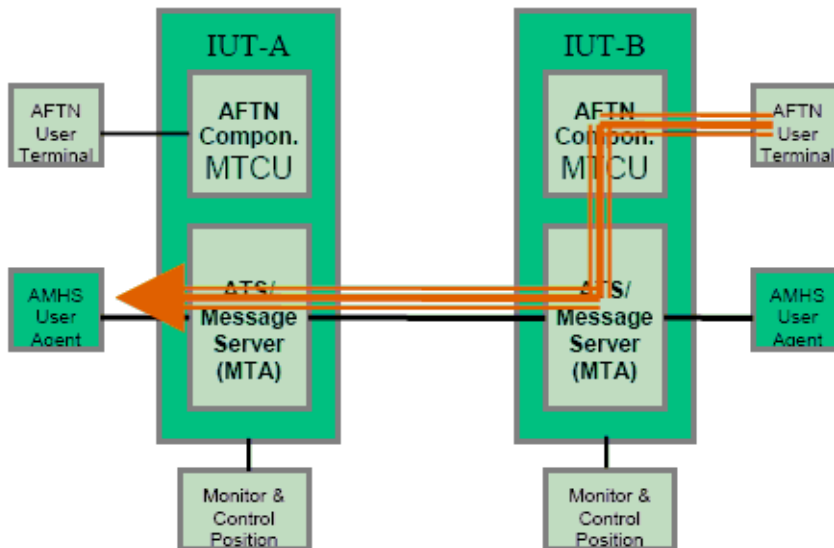 IUT-A
AFTN
Compon.
MTCU
AFTN
User
Terminal
ATS/
Message
Server
(MTA)
AMHS
User
Agent
Monitor &
Control
Position
IUT-B
AFTN
Compon.
MTCU
AFTN
User
Terminal
ATS/
Message
Server
(MTA)
AMHS
User
Agent
Monitor &
Control
Position